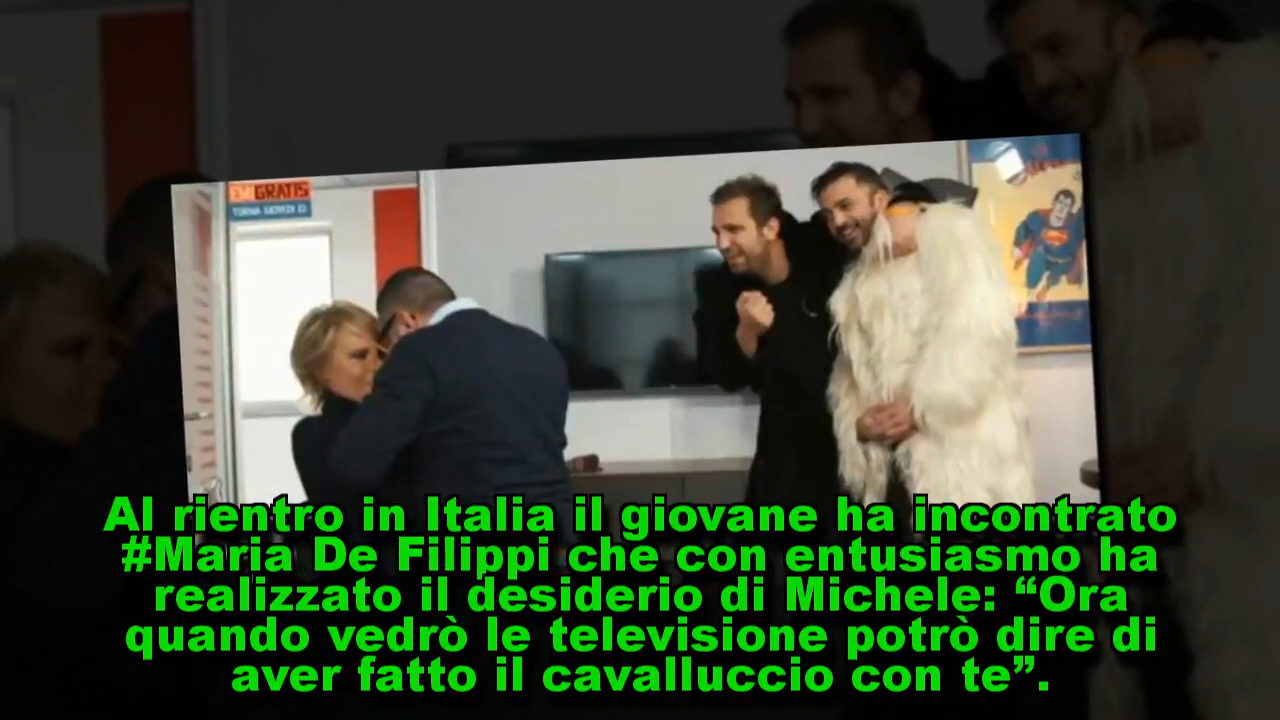 EMIGRATIS
Al rientro in Italia il giovane ha incontrato
#Maria De Filippi che con entusiasmo ha
realizzato il desiderio di Michele: “Ora
quando vedrò le televisione potrò dire di
aver fatto il cavalluccio con te”.